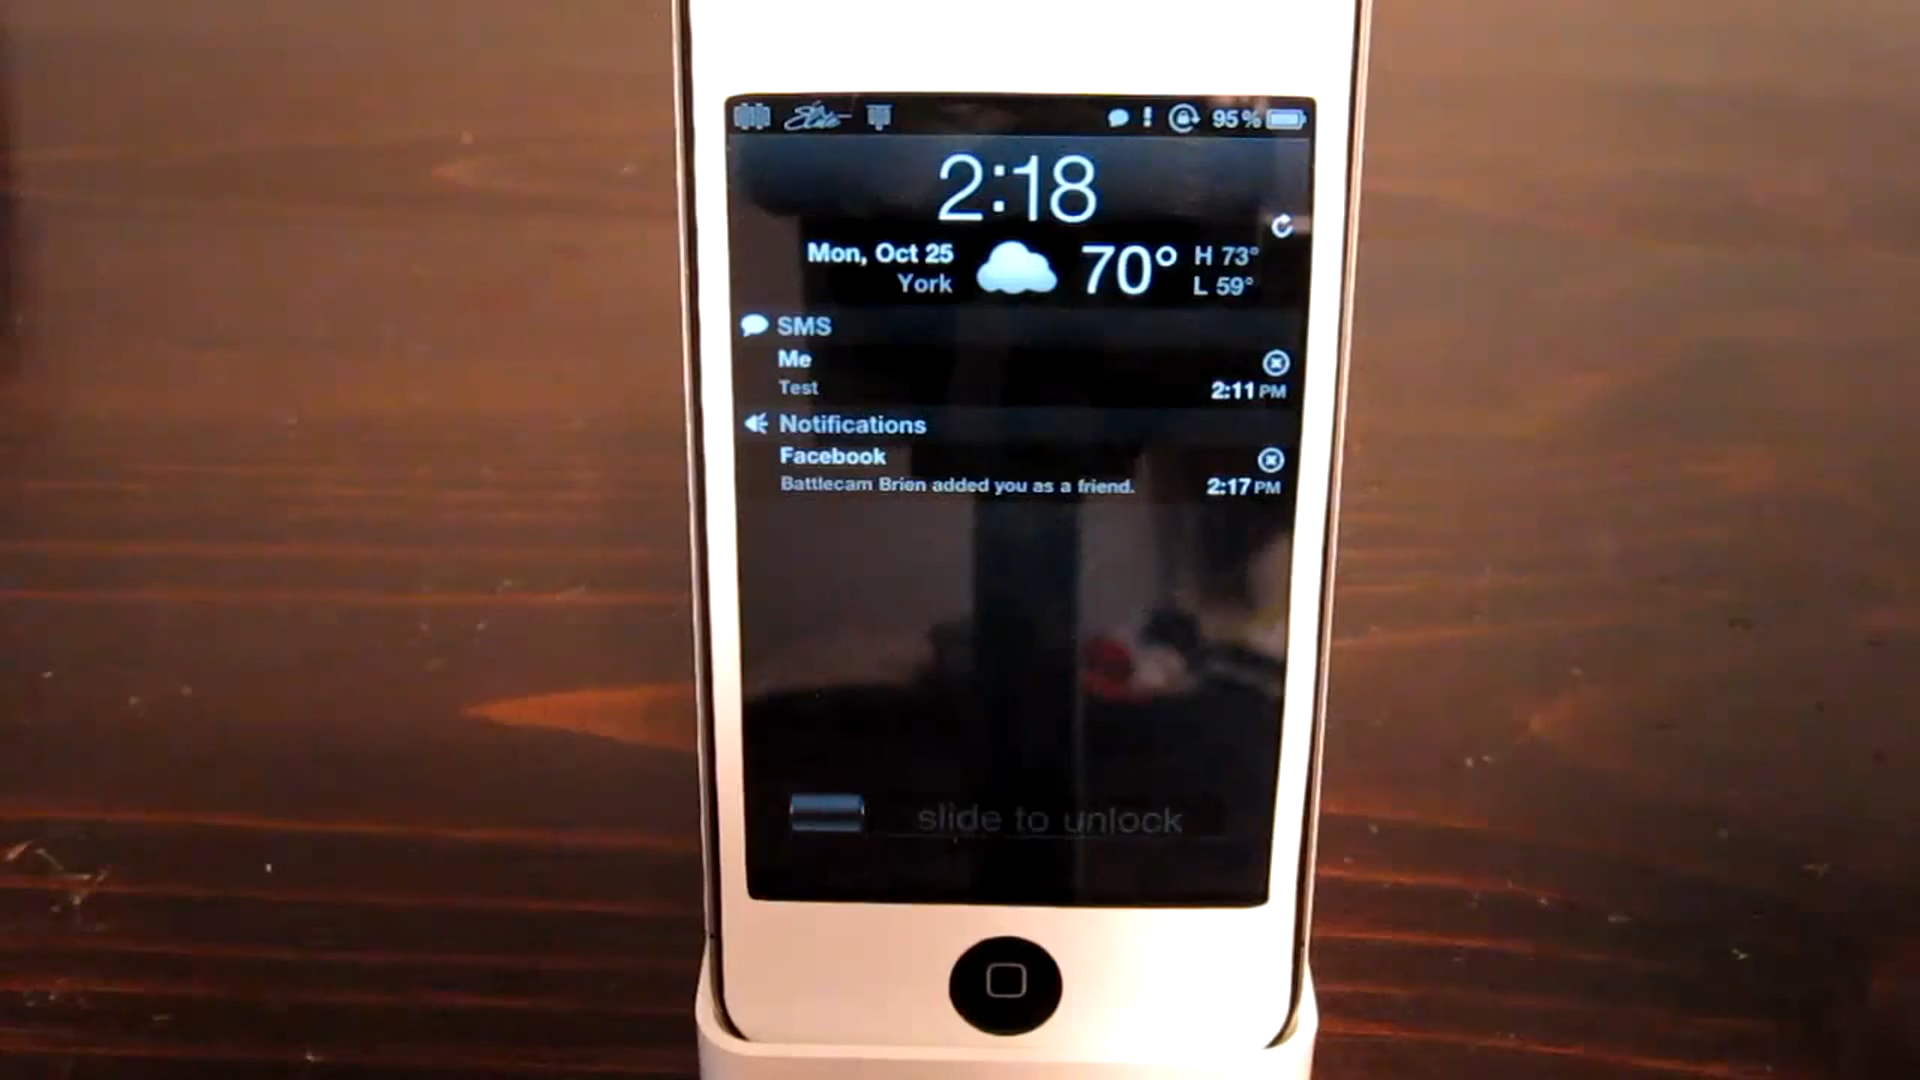 95%
2:18
Mon, Oct 25
York
70°
H 73°
L 59°
SMS
Me
Test
2:11 PM
Notifications
Facebook
Battlecam Brien added you as a friend.
2:17 PM
slide to unlock